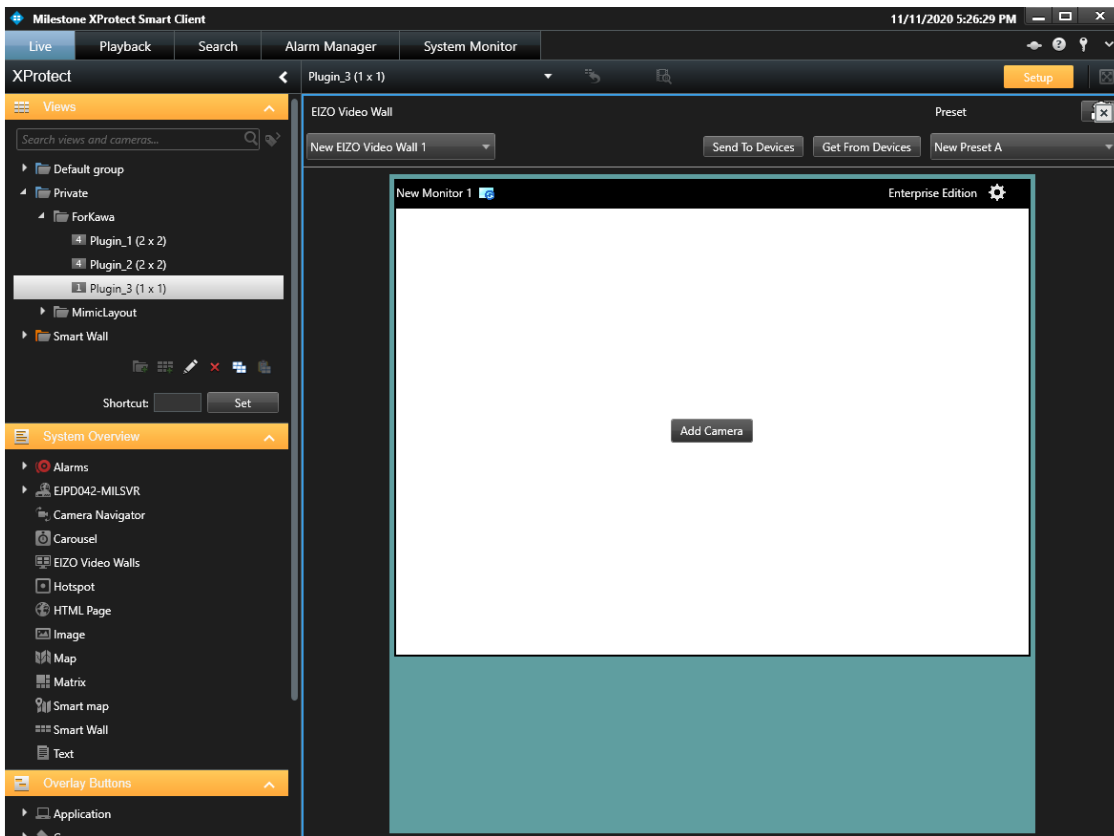 Milestone XProtect Smart Client 11/11/2020 5:26:29 PM
Live Playback Search Alarm Manager System Monitor
XProtect Plugin_3 (1 x 1) Setup
Views
Search views and cameras...
Default group
Private
ForKawa
4 Plugin_1 (2 x 2)
4 Plugin_2 (2 x 2)
1 Plugin_3 (1 x 1)
MimicLayout
Smart Wall
Shortcut: Set
System Overview
Alarms
EJPD042-MILSVR
Camera Navigator
Carousel
EIZO Video Walls
Hotspot
HTML Page
Image
Map
Matrix
Smart map
Smart Wall
Text
Overlay Buttons
Application
EIZO Video Wall Preset
New EIZO Video Wall 1 Send To Devices Get From Devices New Preset A
New Monitor 1 Enterprise Edition
Add Camera